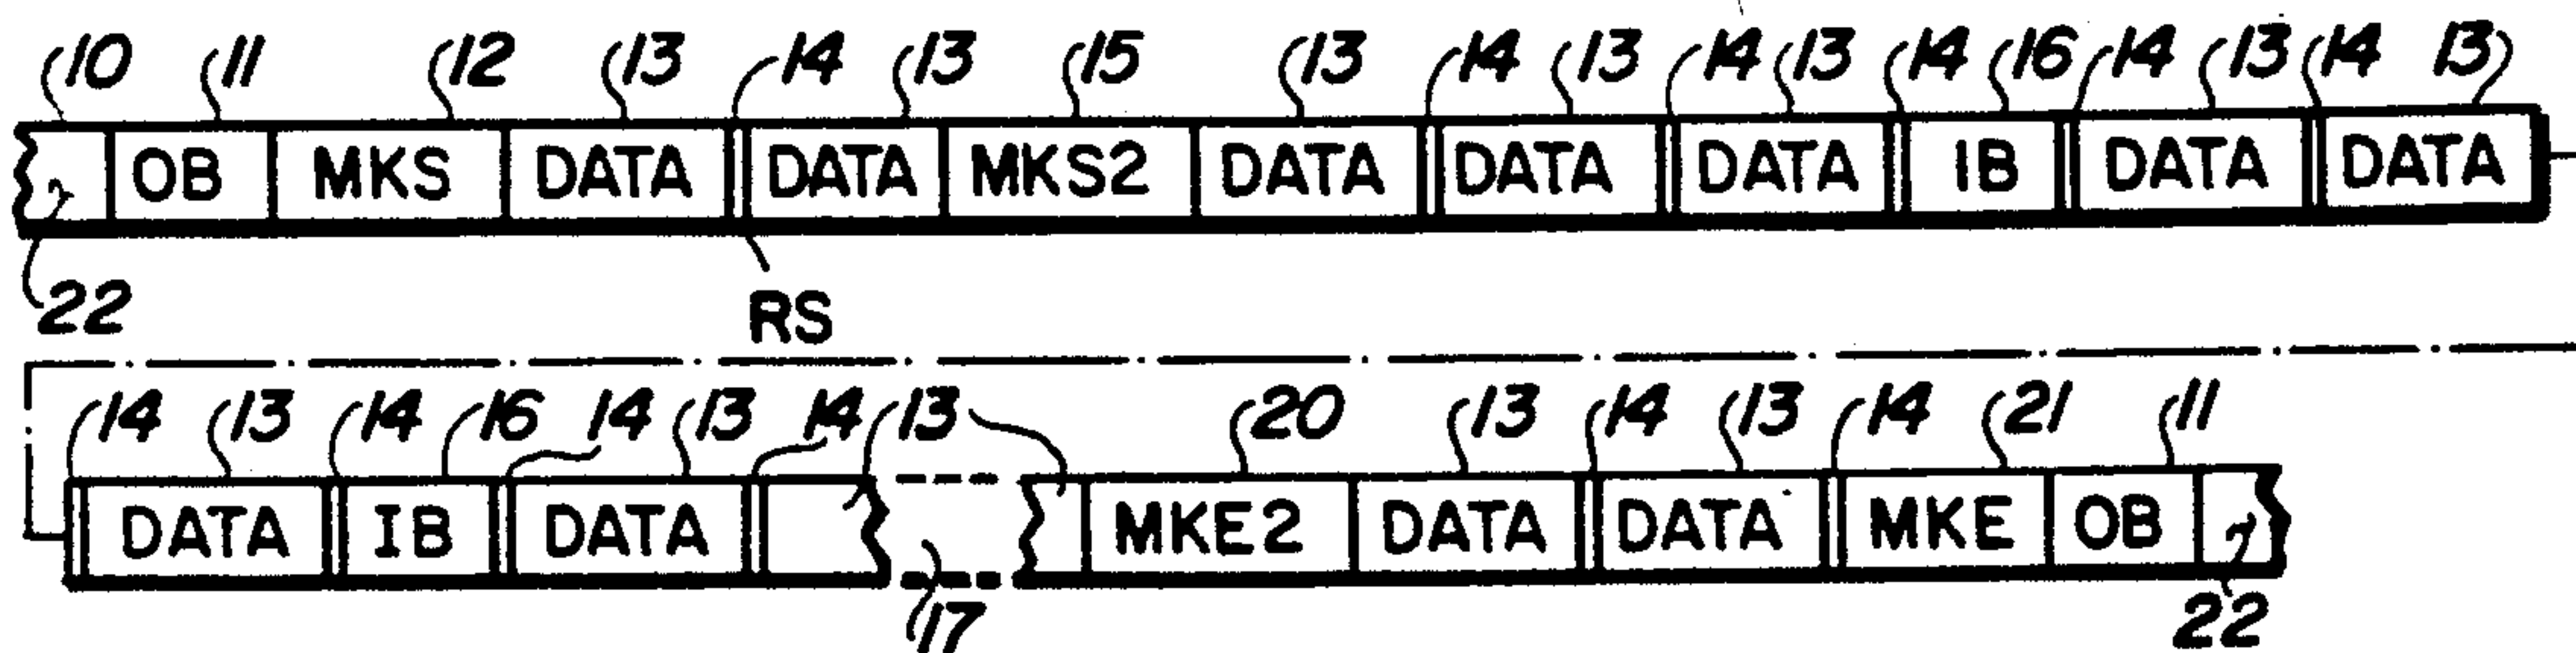 10 11 12 13 14 13 15 13 14 13 14 13 14 16 14 13 14 13
OB MKS DATA DATA MKS2 DATA DATA DATA IB DATA DATA
22 RS
14 13 14 16 14 13 14 13 20 13 14 13 14 21 11
DATA IB DATA MKE2 DATA DATA MKE OB
17 22